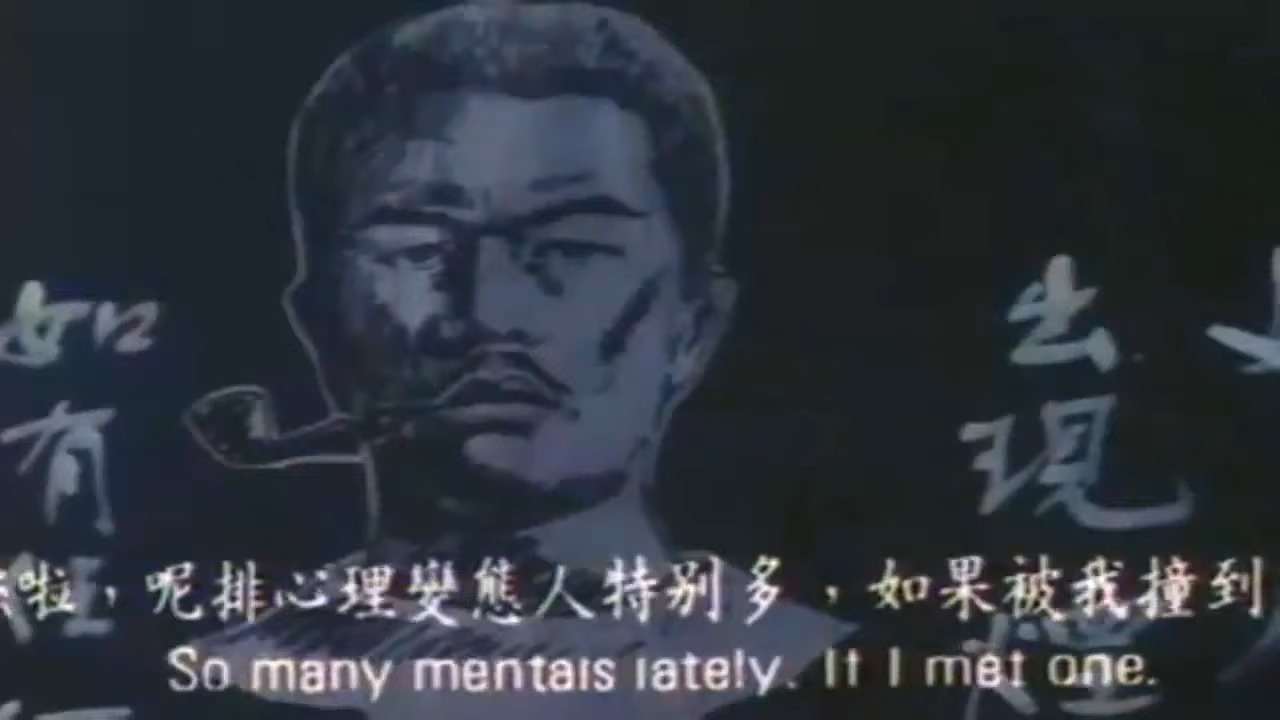 出現
如有
啦，呢排心理變態人特别多，如果被我撞到
So many mentals lately. If I met one.